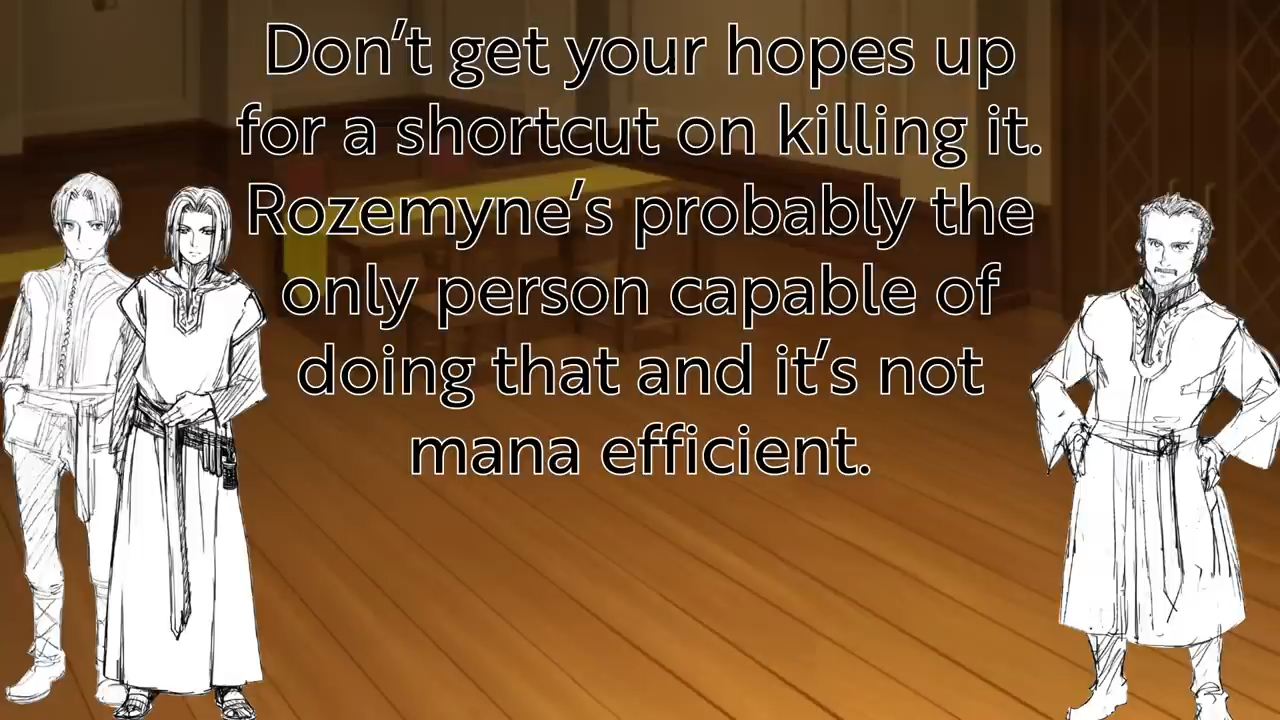 Don’t get your hopes up
for a shortcut on killing it.
Rozemyne’s probably the
only person capable of
doing that and it’s not
mana efficient.